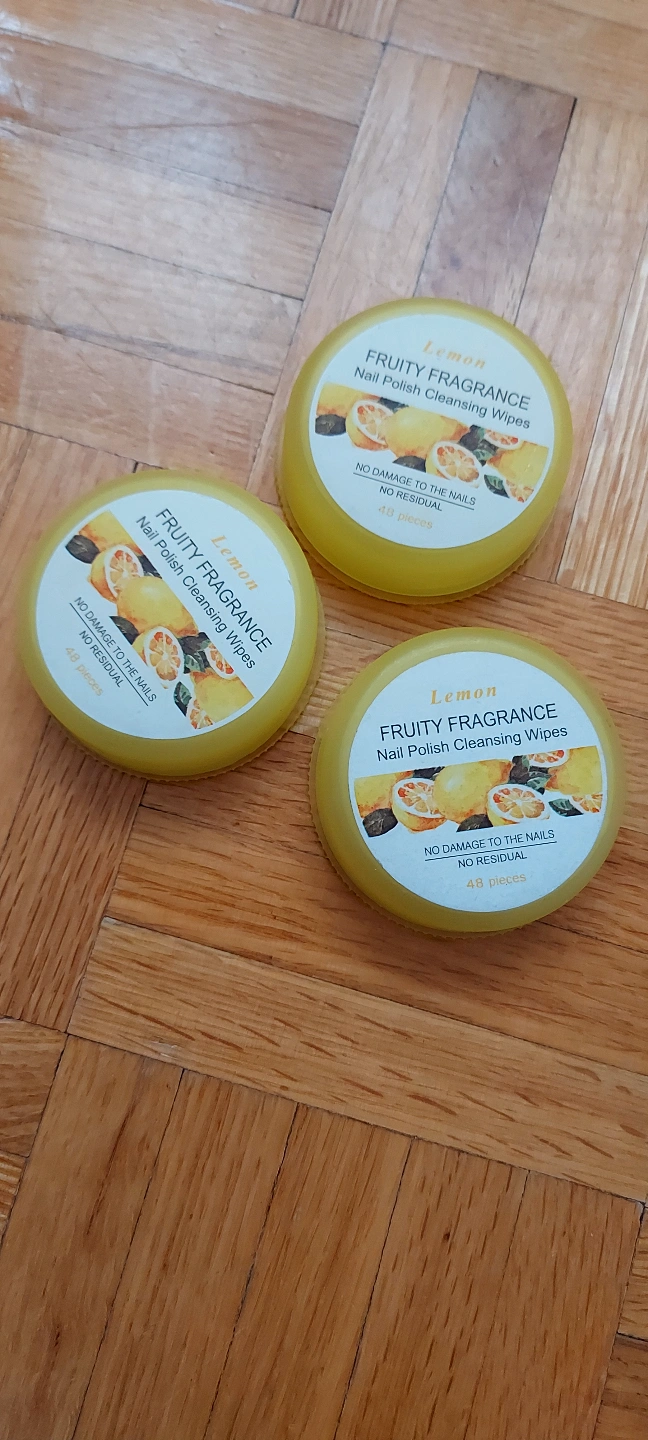 Lemon
FRUITY FRAGRANCE
Nail Polish Cleansing Wipes
NO DAMAGE TO THE NAILS
NO RESIDUAL
48 pieces
Lemon
FRUITY FRAGRANCE
Nail Polish Cleansing Wipes
NO DAMAGE TO THE NAILS
NO RESIDUAL
48 pieces
Lemon
FRUITY FRAGRANCE
Nail Polish Cleansing Wipes
NO DAMAGE TO THE NAILS
NO RESIDUAL
48 pieces